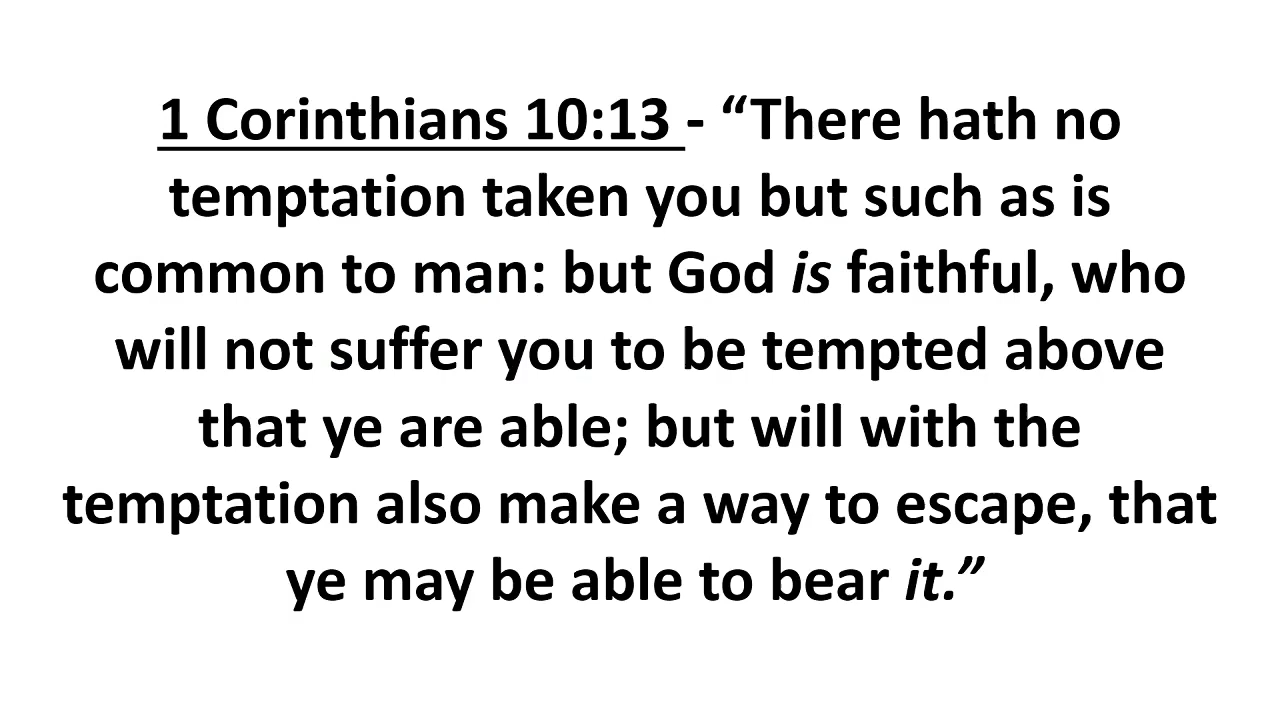 1 Corinthians 10:13 - “There hath no
temptation taken you but such as is
common to man: but God is faithful, who
will not suffer you to be tempted above
that ye are able; but will with the
temptation also make a way to escape, that
ye may be able to bear it.”